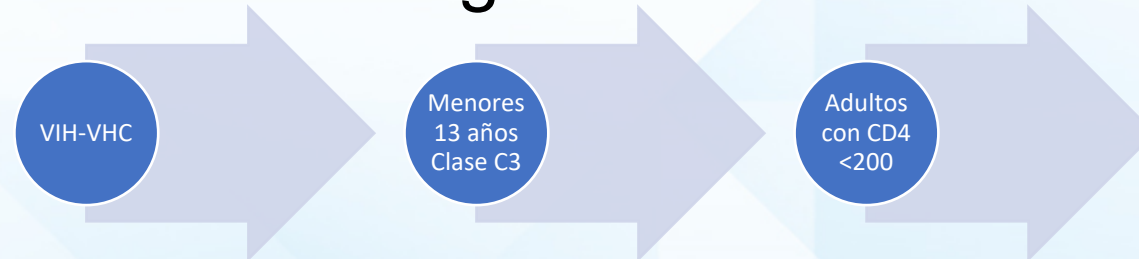 VIH-VHC
Menores
13 años
Clase C3
Adultos
con CD4
<200